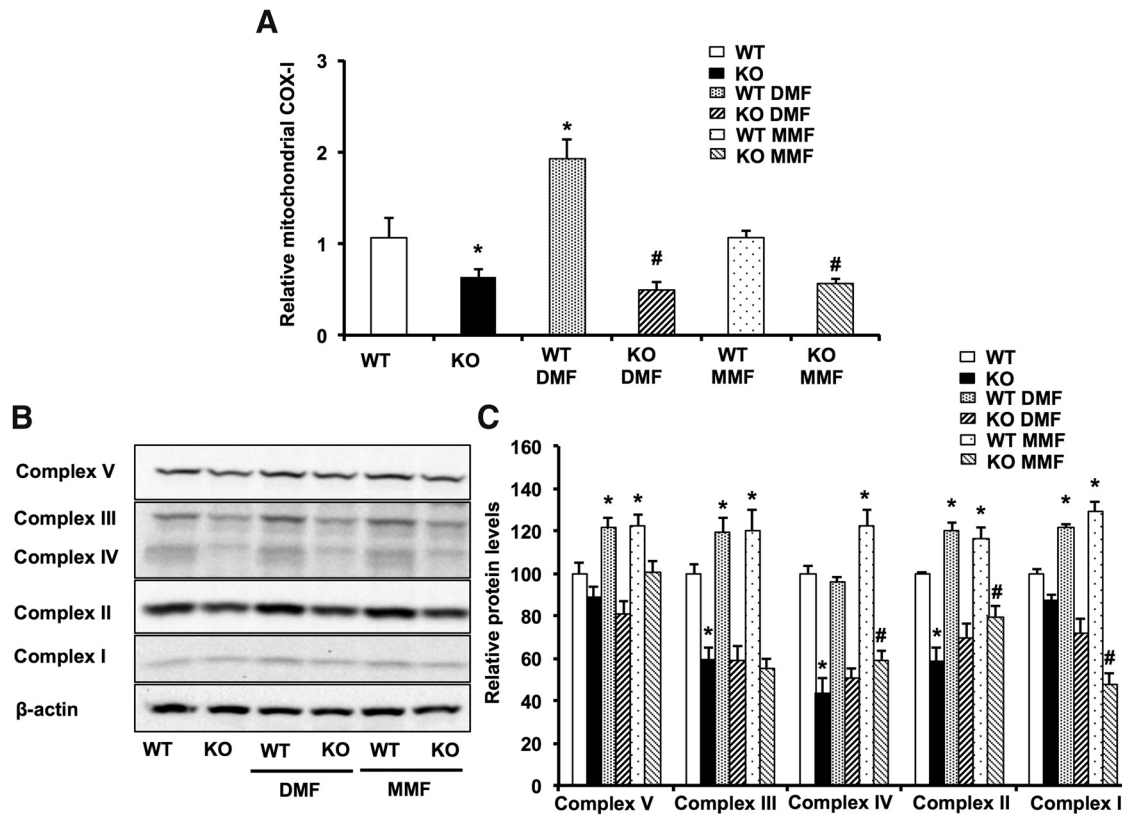 A
Relative mitochondrial COX-I
3
2
1
0
*
*
#
#
WT
KO
WT DMF
KO DMF
WT MMF
KO MMF
WT
KO
WT
DMF
KO
DMF
WT
MMF
KO
MMF
B
Complex V
Complex III
Complex IV
Complex II
Complex I
β-actin
WT
KO
WT
KO
WT
KO
DMF
MMF
C
WT
KO
WT DMF
KO DMF
WT MMF
KO MMF
Relative protein levels
160
140
120
100
80
60
40
20
0
*
*
*
*
*
*
*
#
*
*
*
#
*
*
#
Complex V
Complex III
Complex IV
Complex II
Complex I